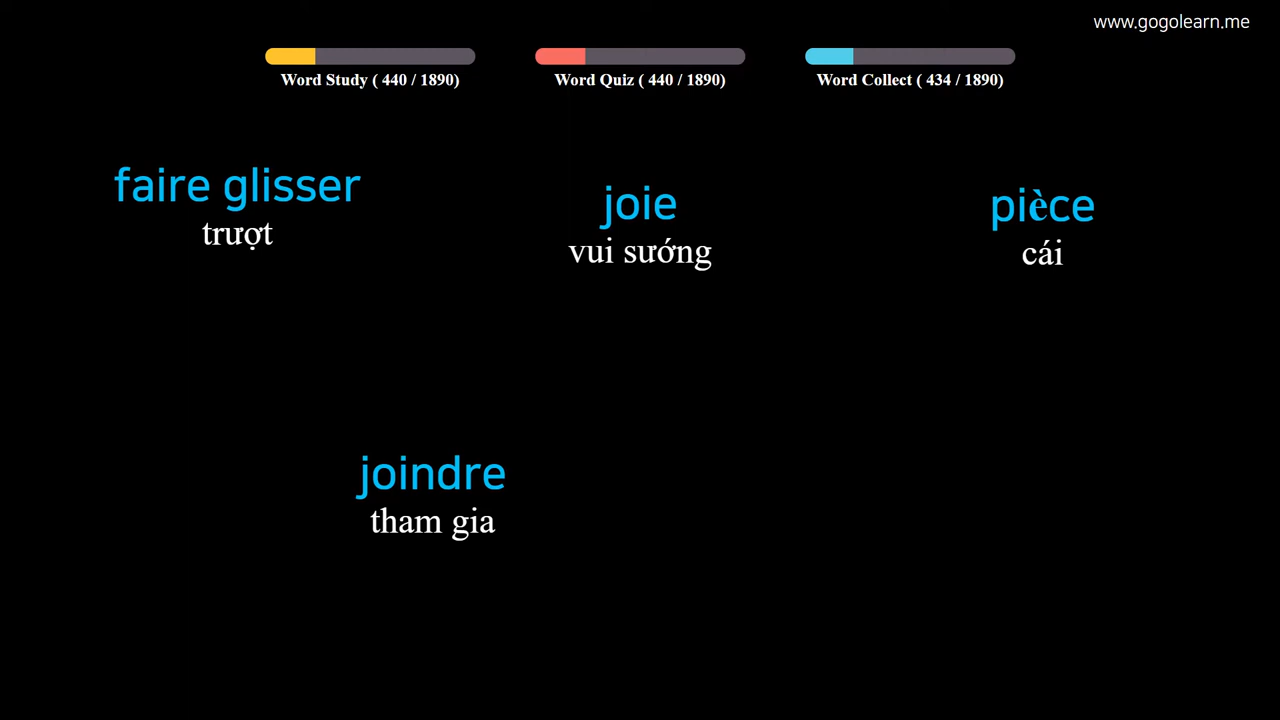 www.gogolearn.me
Word Study ( 440 / 1890)
Word Quiz ( 440 / 1890)
Word Collect ( 434 / 1890)
faire glisser
trượt
joie
vui sướng
pièce
cái
joindre
tham gia